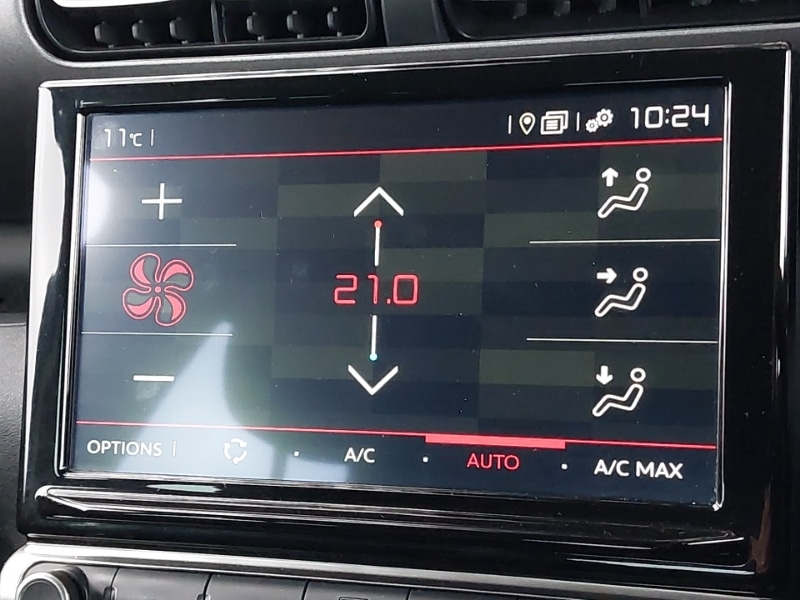 11°C
10:24
21.0
OPTIONS A/C AUTO A/C MAX